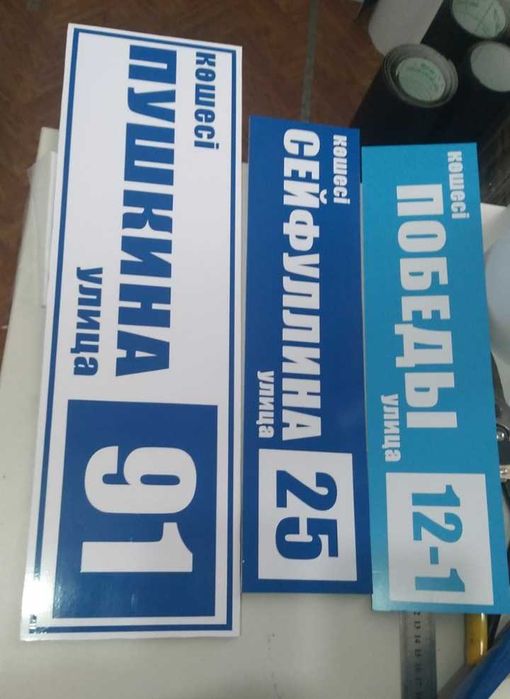 көшесі
ПУШКИНА
улица
91
көшесі
СЕЙФУЛЛИНА
улица
25
көшесі
ПОБЕДЫ
улица
12-1